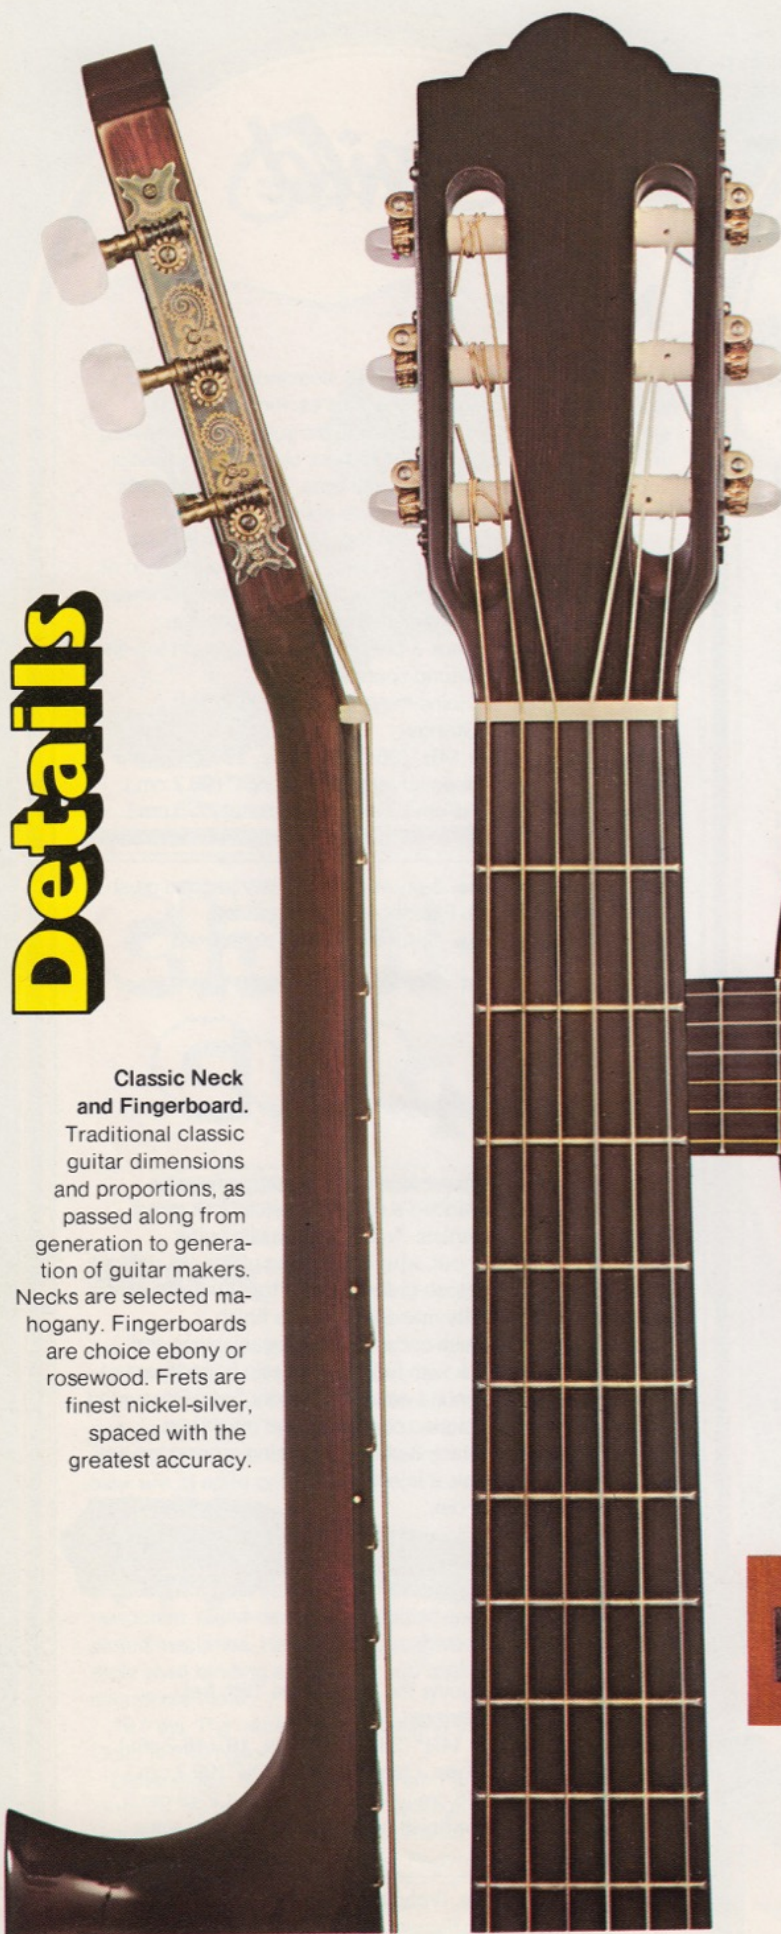 Details
Classic Neck
and Fingerboard.
Traditional classic
guitar dimensions
and proportions, as
passed along from
generation to genera-
tion of guitar makers.
Necks are selected ma-
hogany. Fingerboards
are choice ebony or
rosewood. Frets are
finest nickel-silver,
spaced with the
greatest accuracy.